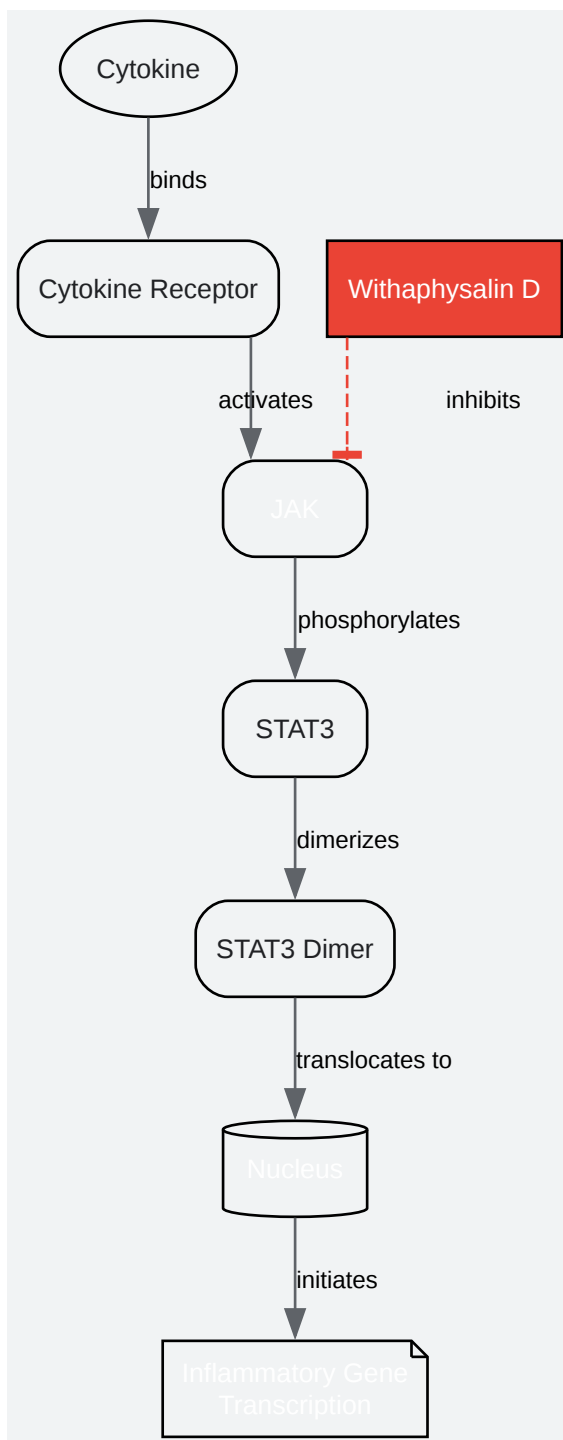 Cytokine
binds
Cytokine Receptor
Withaphysalin D
activates
inhibits
JAK
phosphorylates
STAT3
dimerizes
STAT3 Dimer
translocates to
Nucleus
initiates
Inflammatory Gene
Transcription